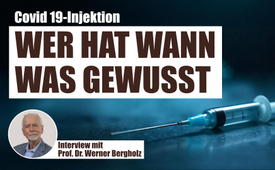 Covid 19-Injektion
WER HAT WANN
WAS GEWUSST
Interview mit
Prof. Dr. Werner Bergholz